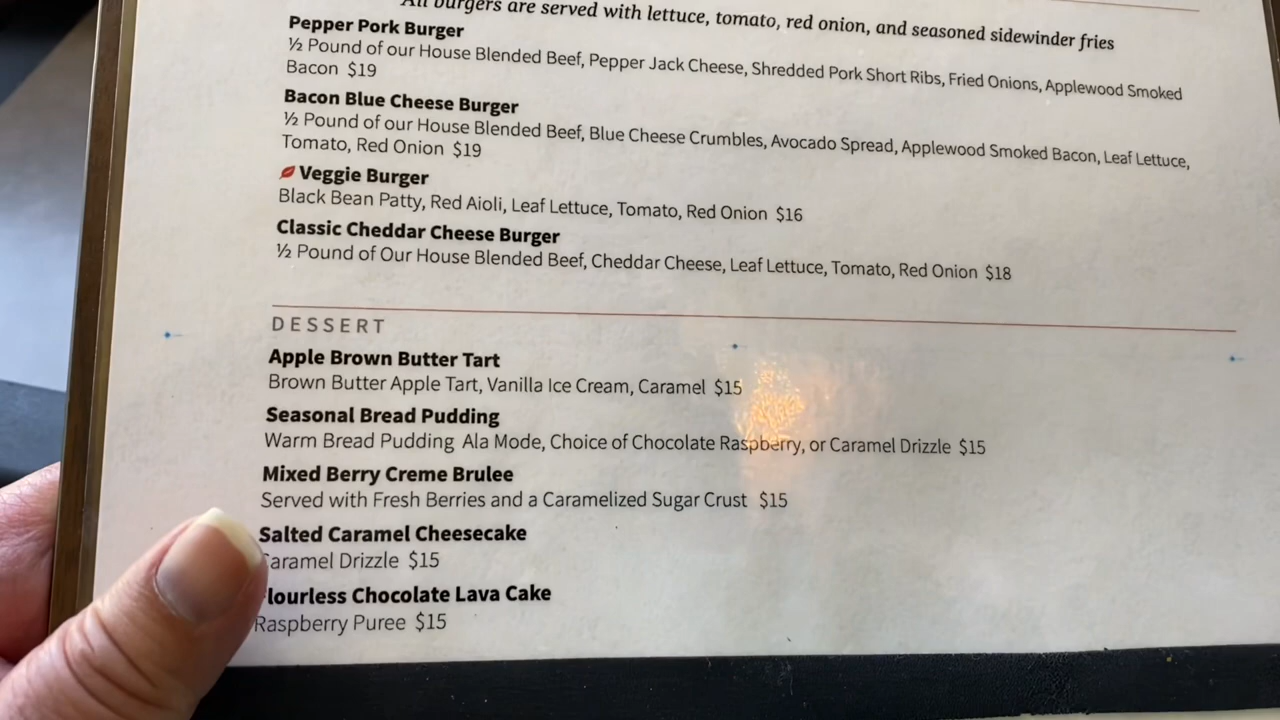 All burgers are served with lettuce, tomato, red onion, and seasoned sidewinder fries
Pepper Pork Burger
½ Pound of our House Blended Beef, Pepper Jack Cheese, Shredded Pork Short Ribs, Fried Onions, Applewood Smoked
Bacon $19
Bacon Blue Cheese Burger
½ Pound of our House Blended Beef, Blue Cheese Crumbles, Avocado Spread, Applewood Smoked Bacon, Leaf Lettuce,
Tomato, Red Onion $19
Veggie Burger
Black Bean Patty, Red Aioli, Leaf Lettuce, Tomato, Red Onion $16
Classic Cheddar Cheese Burger
½ Pound of Our House Blended Beef, Cheddar Cheese, Leaf Lettuce, Tomato, Red Onion $18
DESSERT
Apple Brown Butter Tart
Brown Butter Apple Tart, Vanilla Ice Cream, Caramel $15
Seasonal Bread Pudding
Warm Bread Pudding Ala Mode, Choice of Chocolate Raspberry, or Caramel Drizzle $15
Mixed Berry Creme Brulee
Served with Fresh Berries and a Caramelized Sugar Crust $15
Salted Caramel Cheesecake
Caramel Drizzle $15
Flourless Chocolate Lava Cake
Raspberry Puree $15